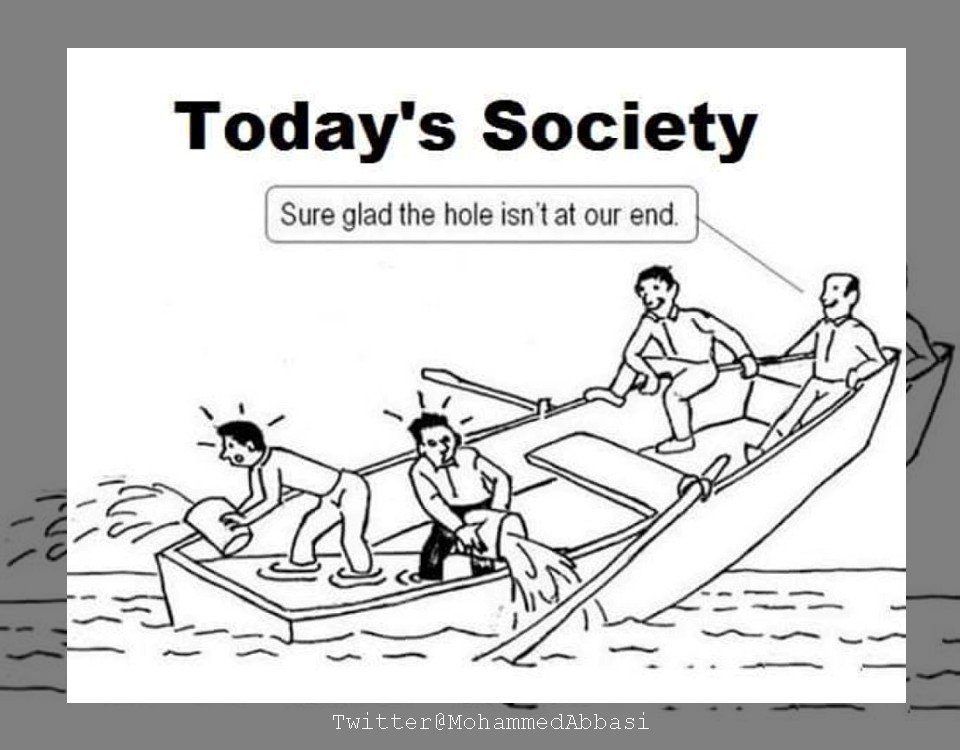 Today's Society
Sure glad the hole isn't at our end.
Twitter@MohammedAbbasi